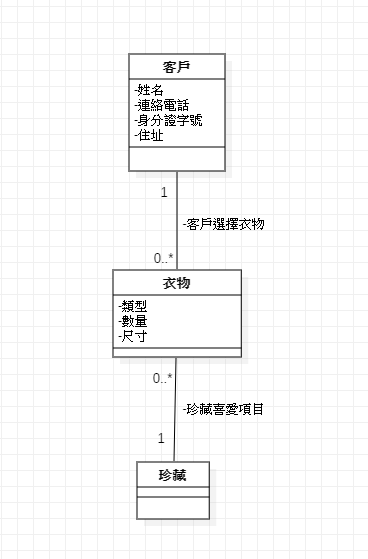 客戶
-姓名
-連絡電話
-身分證字號
-住址
1
-客戶選擇衣物
0..*
衣物
-類型
-數量
-尺寸
0..*
-珍藏喜愛項目
1
珍藏